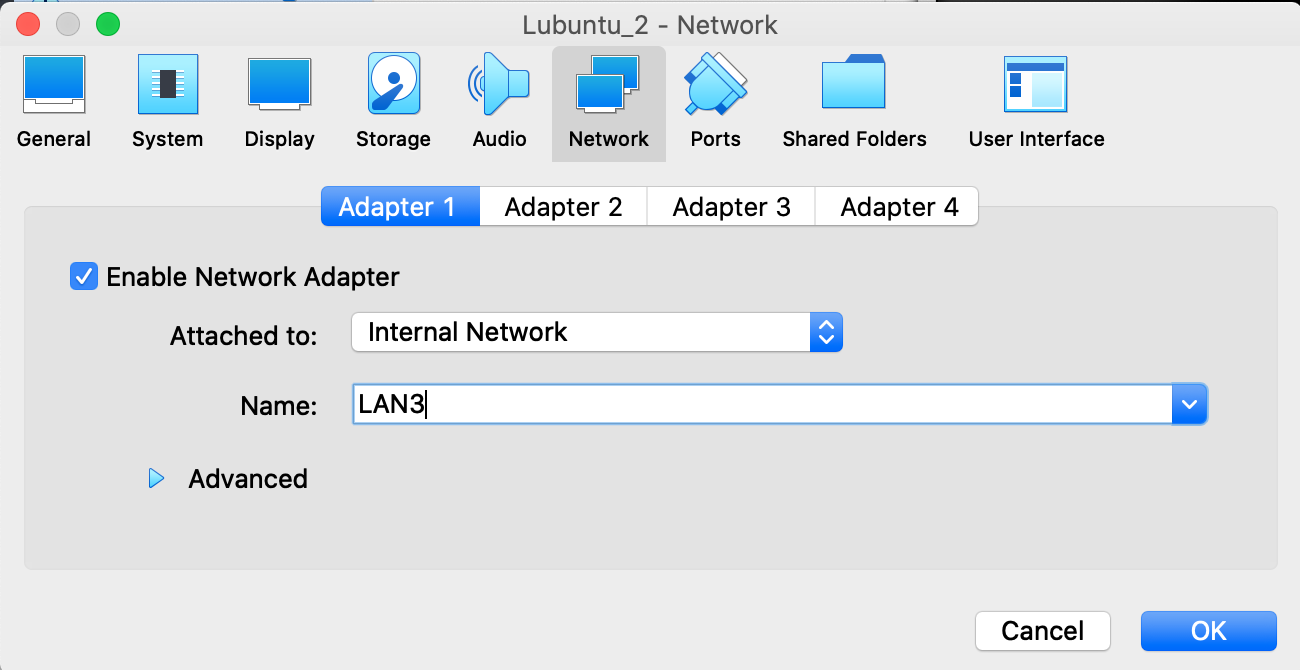 Lubuntu_2 - Network
General System Display Storage Audio Network Ports Shared Folders User Interface
Adapter 1 Adapter 2 Adapter 3 Adapter 4
Enable Network Adapter
Attached to: Internal Network
Name: LAN3
Advanced
Cancel OK